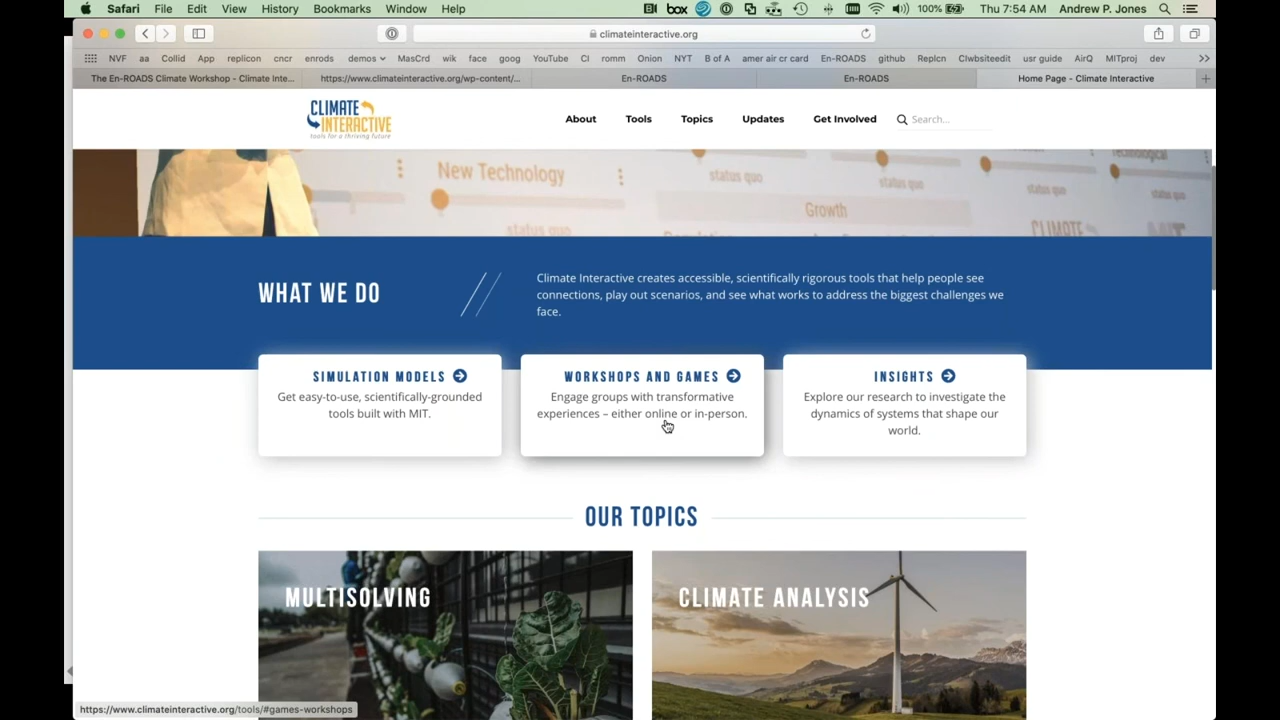 Safari File Edit View History Bookmarks Window Help box 100% Thu 7:54 AM Andrew P. Jones
climateinteractive.org
NVF aa Collid App replicon cncr enrods demos MasCrd wik face goog YouTube CI romm Onion NYT B of A amer air cr card En-ROADS github Replcn Clwbsiteedit usr guide AirQ MITproj dev
The En-ROADS Climate Workshop - Climate Inte... https://www.climateinteractive.org/wp-content/... En-ROADS En-ROADS Home Page - Climate Interactive
CLIMATE
INTERACTIVE
tools for a thriving future
About Tools Topics Updates Get Involved Search...
New Technology
status quo
status quo
status quo
status quo
Technological
Growth
status quo
CLIMATE
WHAT WE DO
Climate Interactive creates accessible, scientifically rigorous tools that help people see
connections, play out scenarios, and see what works to address the biggest challenges we
face.
SIMULATION MODELS
Get easy-to-use, scientifically-grounded
tools built with MIT.
WORKSHOPS AND GAMES
Engage groups with transformative
experiences – either online or in-person.
INSIGHTS
Explore our research to investigate the
dynamics of systems that shape our
world.
OUR TOPICS
MULTISOLVING
CLIMATE ANALYSIS
https://www.climateinteractive.org/tools/#games-workshops